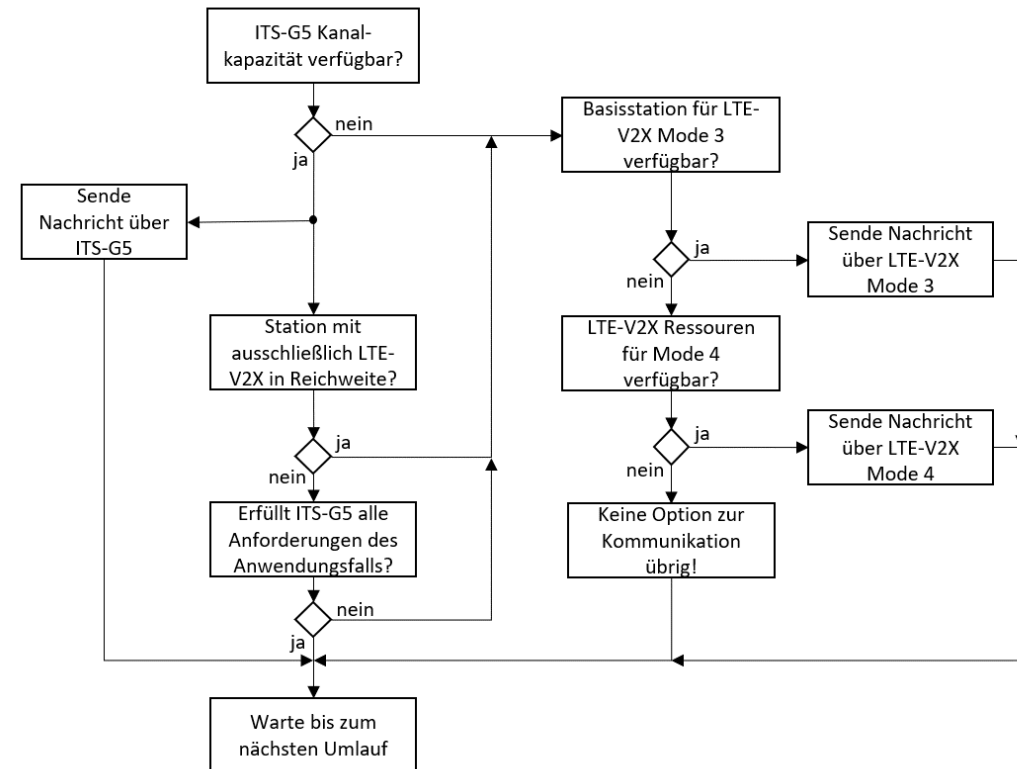 ITS-G5 Kanal-
kapazität verfügbar?
nein
ja
Sende
Nachricht über
ITS-G5
Station mit
ausschließlich LTE-
V2X in Reichweite?
ja
nein
Erfüllt ITS-G5 alle
Anforderungen des
Anwendungsfalls?
nein
ja
Warte bis zum
nächsten Umlauf
Basisstation für LTE-
V2X Mode 3
verfügbar?
ja
nein
Sende Nachricht
über LTE-V2X
Mode 3
LTE-V2X Ressouren
für Mode 4
verfügbar?
ja
nein
Sende Nachricht
über LTE-V2X
Mode 4
Keine Option zur
Kommunikation
übrig!